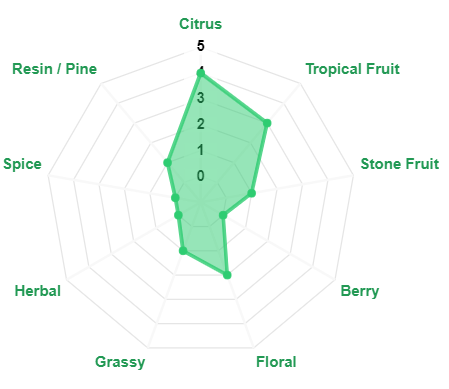 Citrus
5
Resin / Pine
Tropical Fruit
4
3
2
1
Spice
Stone Fruit
0
Herbal
Berry
Grassy
Floral